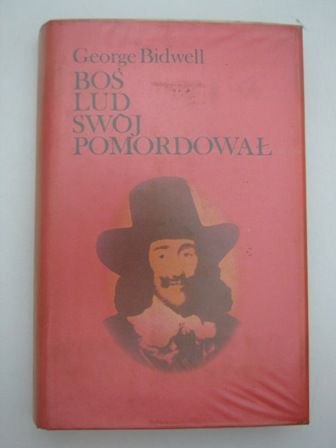 George Bidwell
BOŚ
LUD
SWÓJ
POMORDOWAŁ